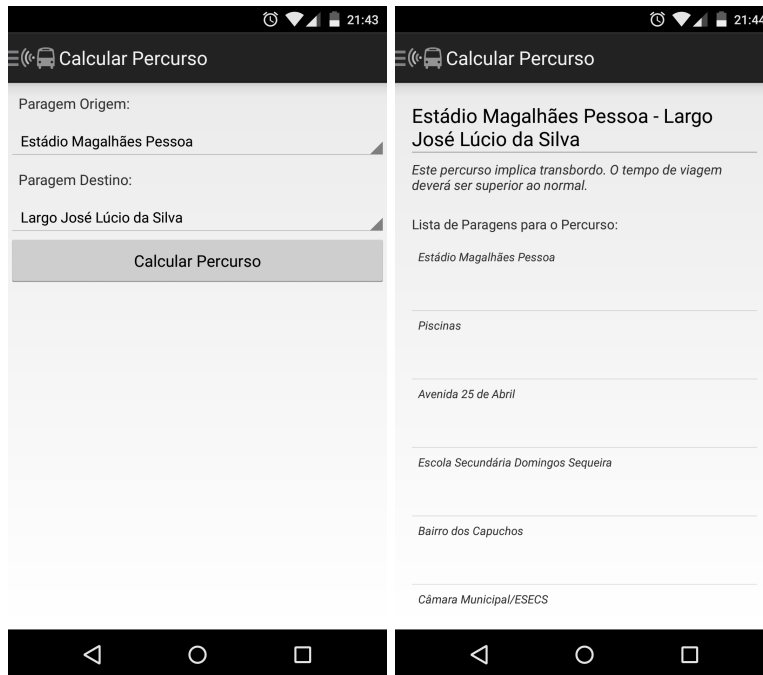 21:43
Calcular Percurso
Paragem Origem:
Estádio Magalhães Pessoa
Paragem Destino:
Largo José Lúcio da Silva
Calcular Percurso
21:44
Calcular Percurso
Estádio Magalhães Pessoa - Largo
José Lúcio da Silva
Este percurso implica transbordo. O tempo de viagem
deverá ser superior ao normal.
Lista de Paragens para o Percurso:
Estádio Magalhães Pessoa
Piscinas
Avenida 25 de Abril
Escola Secundária Domingos Sequeira
Bairro dos Capuchos
Câmara Municipal/ESECS